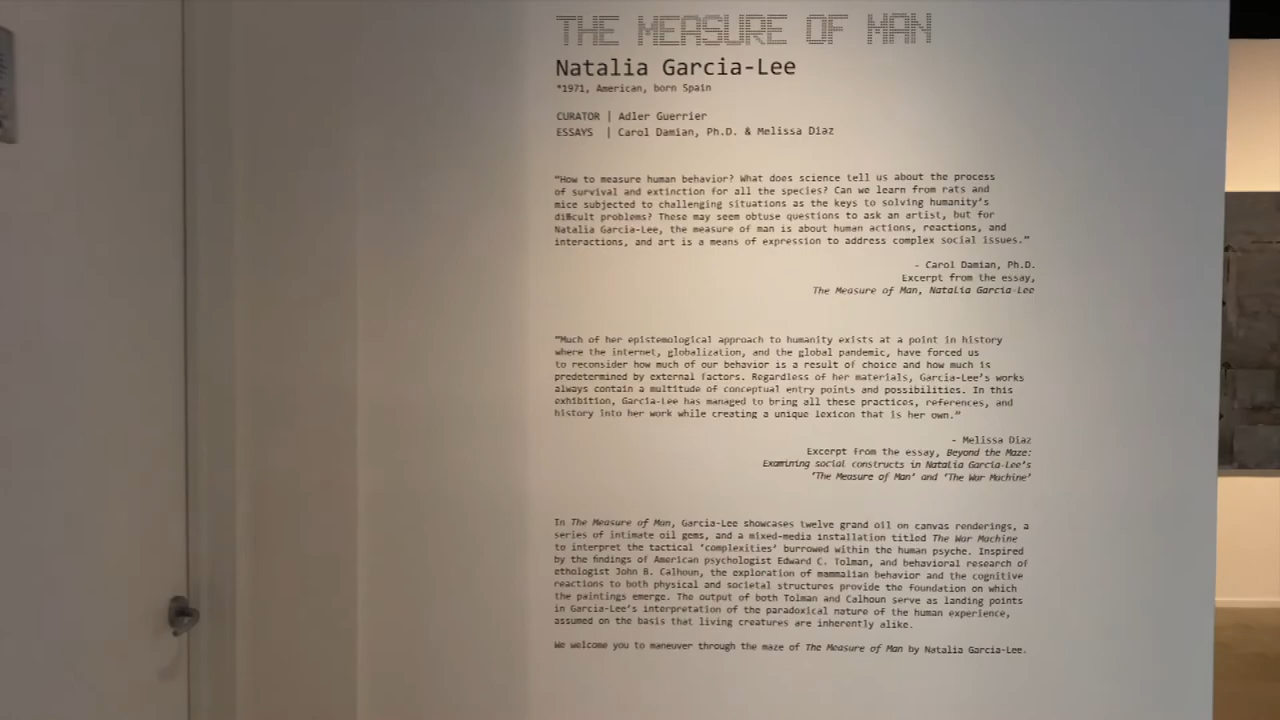 THE MEASURE OF MAN
Natalia Garcia-Lee
*1971, American, born Spain
CURATOR | Adler Guerrier
ESSAYS | Carol Damian, Ph.D. & Melissa Diaz
"How to measure human behavior? What does science tell us about the process
of survival and extinction for all the species? Can we learn from rats and
mice subjected to challenging situations as the keys to solving humanity's
difficult problems? These may seem obtuse questions to ask an artist, but for
Natalia Garcia-Lee, the measure of man is about human actions, reactions, and
interactions, and art is a means of expression to address complex social issues."
- Carol Damian, Ph.D.
Excerpt from the essay,
The Measure of Man, Natalia Garcia-Lee
"Much of her epistemological approach to humanity exists at a point in history
where the internet, globalization, and the global pandemic, have forced us
to reconsider how much of our behavior is a result of choice and how much is
predetermined by external factors. Regardless of her materials, Garcia-Lee's works
always contain a multitude of conceptual entry points and possibilities. In this
exhibition, Garcia-Lee has managed to bring all these practices, references, and
history into her work while creating a unique lexicon that is her own."
- Melissa Diaz
Excerpt from the essay, Beyond the Maze:
Examining social constructs in Natalia Garcia-Lee's
'The Measure of Man' and 'The War Machine'
In The Measure of Man, Garcia-Lee showcases twelve grand oil on canvas renderings, a
series of intimate oil gems, and a mixed-media installation titled The War Machine
to interpret the tactical 'complexities' burrowed within the human psyche. Inspired
by the findings of American psychologist Edward C. Tolman, and behavioral research of
ethologist John B. Calhoun, the exploration of mammalian behavior and the cognitive
reactions to both physical and societal structures provide the foundation on which
the paintings emerge. The output of both Tolman and Calhoun serve as landing points
in Garcia-Lee's interpretation of the paradoxical nature of the human experience,
assumed on the basis that living creatures are inherently alike.
We welcome you to maneuver through the maze of The Measure of Man by Natalia Garcia-Lee.